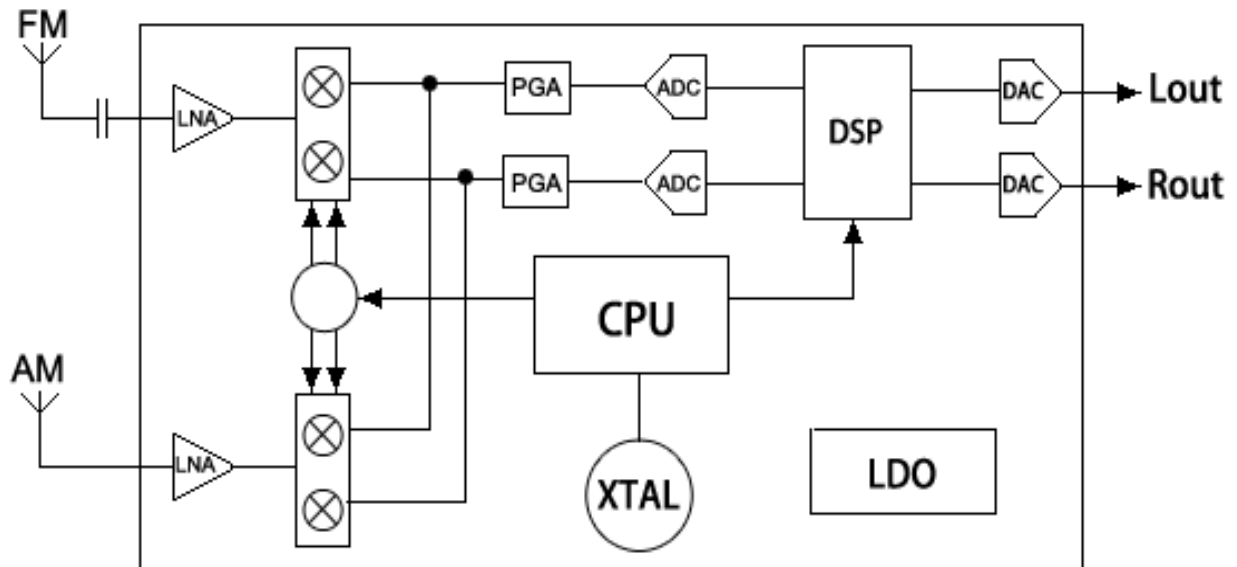 FM
LNA
PGA
ADC
DSP
DAC
Lout
PGA
ADC
DAC
Rout
CPU
AM
LNA
XTAL
LDO